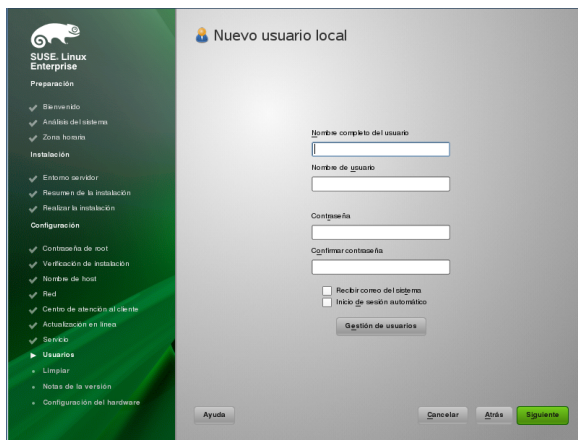 SUSE. Linux
Enterprise
Preparación
Bienvenido
Análisis del sistema
Zona horaria
Instalación
Entorno servidor
Resumen de la instalación
Realizar la instalación
Configuración
Contraseña de root
Verificación de instalación
Nombre de host
Red
Centro de atención al cliente
Actualización en línea
Servicio
Usuarios
Limpiar
Notas de la versión
Configuración del hardware
Nuevo usuario local
Nombre completo del usuario
Nombre de usuario
Contraseña
Confirmar contraseña
Recibir correo del sistema
Inicio de sesión automático
Gestión de usuarios
Ayuda
Cancelar
Atrás
Siguiente